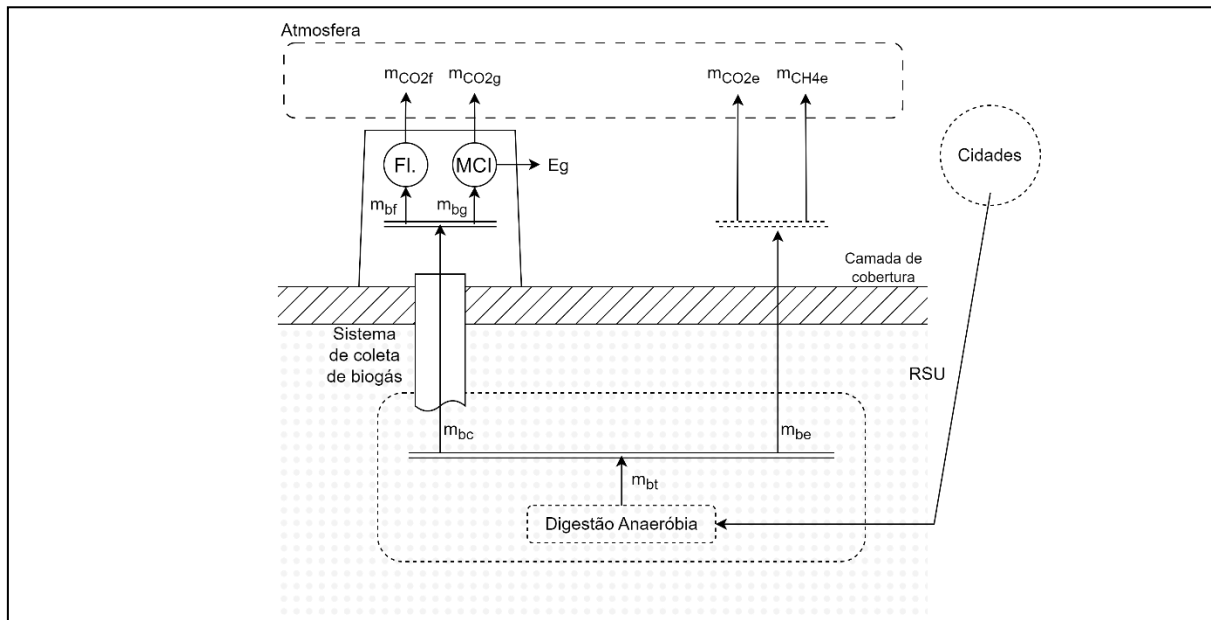 Atmosfera
mCO2f mCO2g mCO2e mCH4e
Fl. MCI Eg
Cidades
mbf mbg
Camada de
cobertura
Sistema
de coleta
de biogás
RSU
mbc mbe
mbt
Digestão Anaeróbia